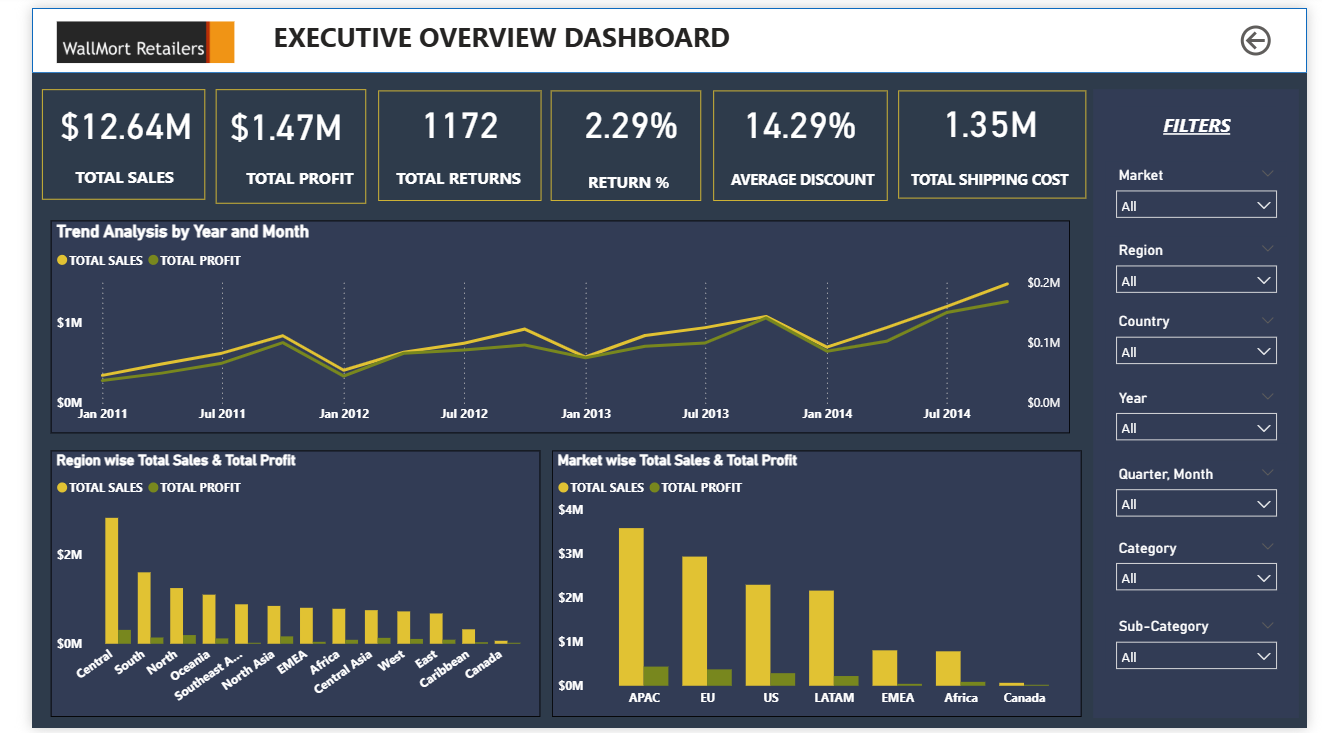 WallMort Retailers
EXECUTIVE OVERVIEW DASHBOARD
$12.64M
TOTAL SALES
$1.47M
TOTAL PROFIT
1172
TOTAL RETURNS
2.29%
RETURN %
14.29%
AVERAGE DISCOUNT
1.35M
TOTAL SHIPPING COST
Trend Analysis by Year and Month
TOTAL SALES TOTAL PROFIT
$1M
$0M
$0.2M
$0.1M
$0.0M
Jan 2011 Jul 2011 Jan 2012 Jul 2012 Jan 2013 Jul 2013 Jan 2014 Jul 2014
Region wise Total Sales & Total Profit
TOTAL SALES TOTAL PROFIT
$2M
$0M
Central
South
North
Oceania
Southeast A...
North Asia
EMEA
Africa
Central Asia
West
East
Caribbean
Canada
Market wise Total Sales & Total Profit
TOTAL SALES TOTAL PROFIT
$4M
$3M
$2M
$1M
$0M
APAC EU US LATAM EMEA Africa Canada
FILTERS
Market
All
Region
All
Country
All
Year
All
Quarter, Month
All
Category
All
Sub-Category
All